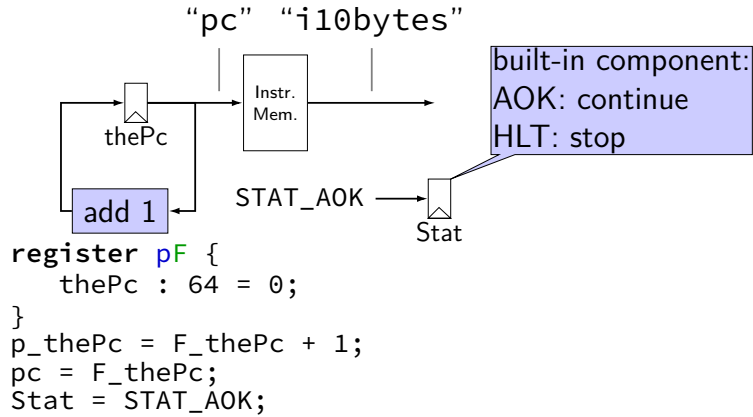 “pc” “i10bytes”
Instr.
Mem.
thePc
add 1
built-in component:
AOK: continue
HLT: stop
STAT_AOK
Stat
register pF {
thePc : 64 = 0;
}
p_thePc = F_thePc + 1;
pc = F_thePc;
Stat = STAT_AOK;